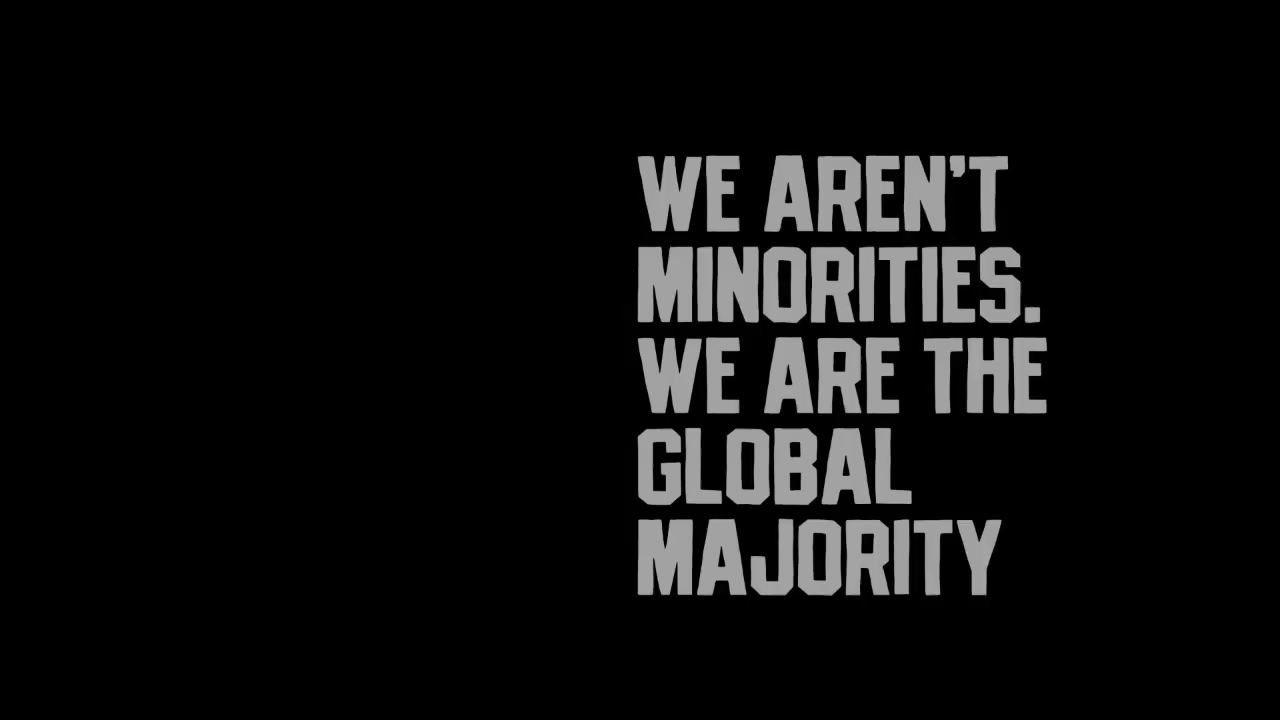 WE AREN’T
MINORITIES.
WE ARE THE
GLOBAL
MAJORITY